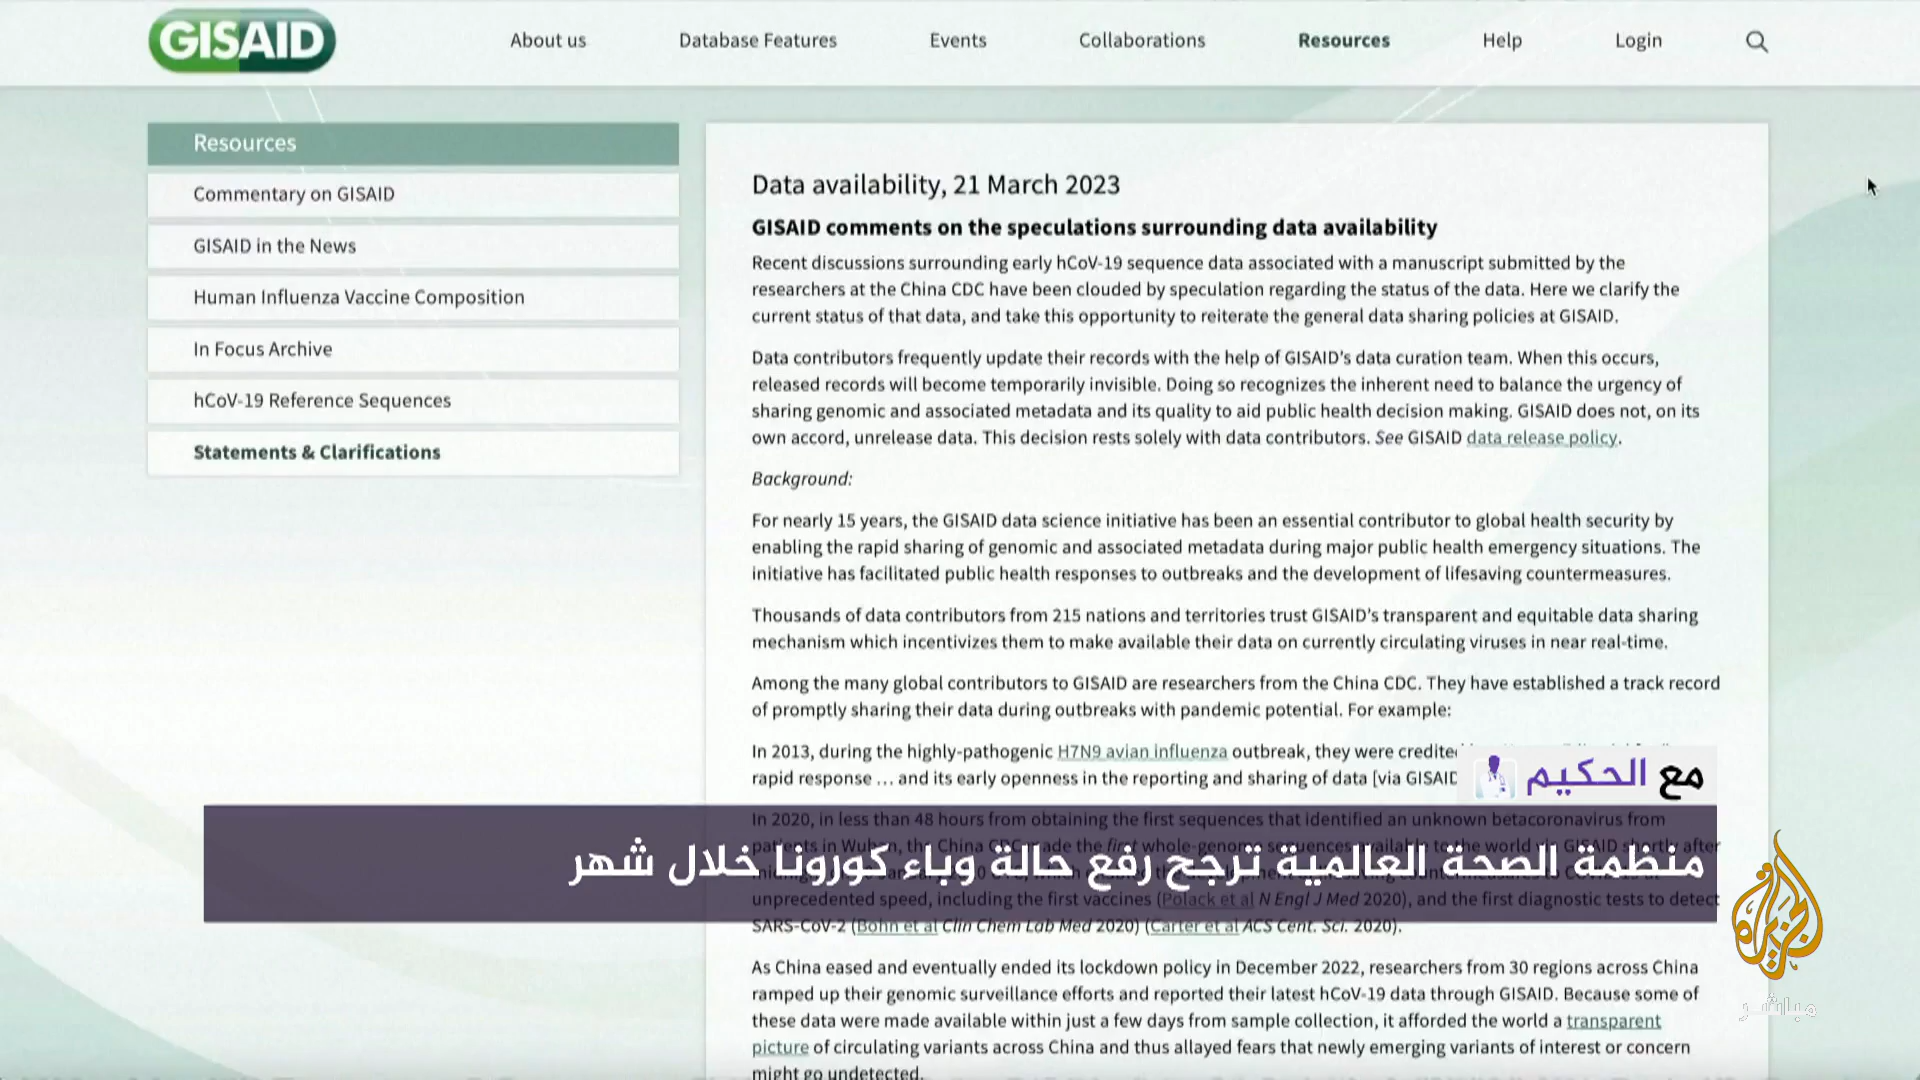 GISAID
About us
Database Features
Events
Collaborations
Resources
Help
Login
Resources
Commentary on GISAID
GISAID in the News
Human Influenza Vaccine Composition
In Focus Archive
hCoV-19 Reference Sequences
Statements & Clarifications
Data availability, 21 March 2023
GISAID comments on the speculations surrounding data availability
Recent discussions surrounding early hCoV-19 sequence data associated with a manuscript submitted by the
researchers at the China CDC have been clouded by speculation regarding the status of the data. Here we clarify the
current status of that data, and take this opportunity to reiterate the general data sharing policies at GISAID.
Data contributors frequently update their records with the help of GISAID's data curation team. When this occurs,
released records will become temporarily invisible. Doing so recognizes the inherent need to balance the urgency of
sharing genomic and associated metadata and its quality to aid public health decision making. GISAID does not, on its
own accord, unrelease data. This decision rests solely with data contributors. See GISAID data release policy.
Background:
For nearly 15 years, the GISAID data science initiative has been an essential contributor to global health security by
enabling the rapid sharing of genomic and associated metadata during major public health emergency situations. The
initiative has facilitated public health responses to outbreaks and the development of lifesaving countermeasures.
Thousands of data contributors from 215 nations and territories trust GISAID's transparent and equitable data sharing
mechanism which incentivizes them to make available their data on currently circulating viruses in near real-time.
Among the many global contributors to GISAID are researchers from the China CDC. They have established a track record
of promptly sharing their data during outbreaks with pandemic potential. For example:
In 2013, during the highly-pathogenic H7N9 avian influenza outbreak, they were credited
rapid response ... and its early openness in the reporting and sharing of data [via GISAID
مع الحكيم
In 2020, in less than 48 hours from obtaining the first sequences that identified an unknown betacoronavirus from
patients in Wuhan, the China CDC made the first whole-genome sequences available to the world via GISAID shortly after
منظمة الصحة العالمية ترجح رفع حالة وباء كورونا خلال شهر
unprecedented speed, including the first vaccines (Polack et al N Engl J Med 2020), and the first diagnostic tests to detect
SARS-CoV-2 (Bohn et al Clin Chem Lab Med 2020) (Carter et al ACS Cent. Sci. 2020).
As China eased and eventually ended its lockdown policy in December 2022, researchers from 30 regions across China
ramped up their genomic surveillance efforts and reported their latest hCoV-19 data through GISAID. Because some of
these data were made available within just a few days from sample collection, it afforded the world a transparent
picture of circulating variants across China and thus allayed fears that newly emerging variants of interest or concern
might go undetected.
الجزيرة
مباشر